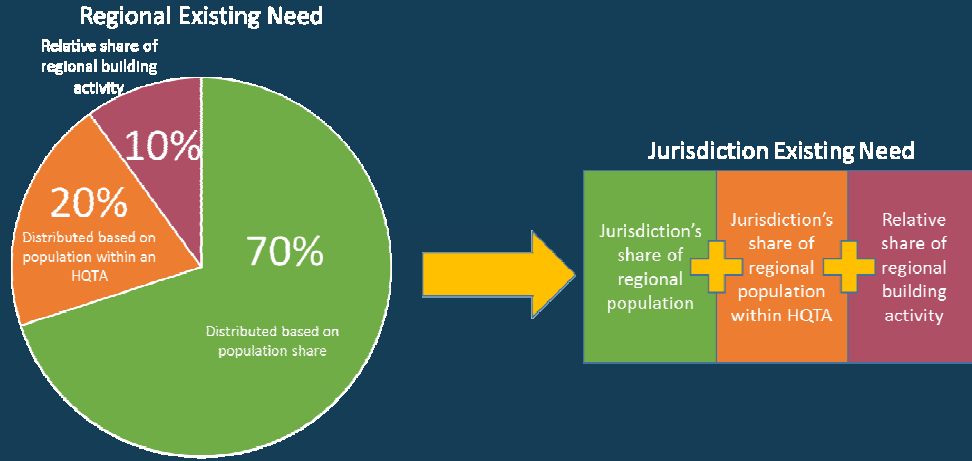 Regional Existing Need
Relative share of
regional building
activity
10%
20%
Distributed based on
population within an
HQTA
70%
Distributed based on
population share
Jurisdiction Existing Need
Jurisdiction's
share of
regional
population
Jurisdiction's
share of
regional
population
within HQTA
Relative
share of
regional
building
activity